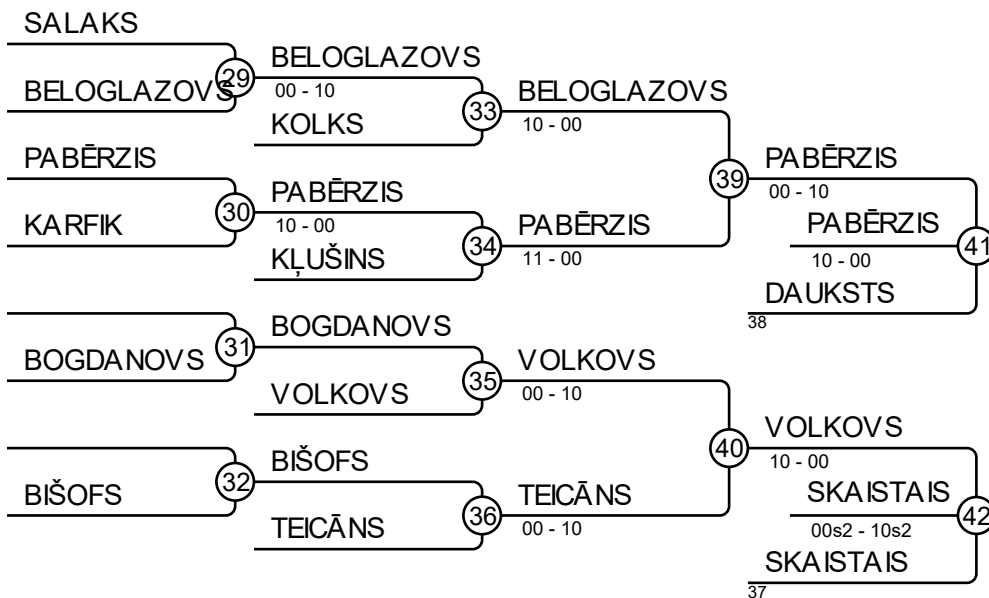 SALAKS
BELOGLAZOVS
29
BELOGLAZOVS
00 - 10
KOLKS
33
BELOGLAZOVS
10 - 00
PABĒRZIS
KARFIK
30
PABĒRZIS
10 - 00
KĻUŠINS
34
PABĒRZIS
11 - 00
39
PABĒRZIS
00 - 10
PABĒRZIS
10 - 00
41
DAUKSTS
38
BOGDANOVS
31
BOGDANOVS
VOLKOVS
35
VOLKOVS
00 - 10
BIŠOFS
32
BIŠOFS
TEICĀNS
36
TEICĀNS
00 - 10
40
VOLKOVS
10 - 00
SKAISTAIS
00s2 - 10s2
42
SKAISTAIS
37